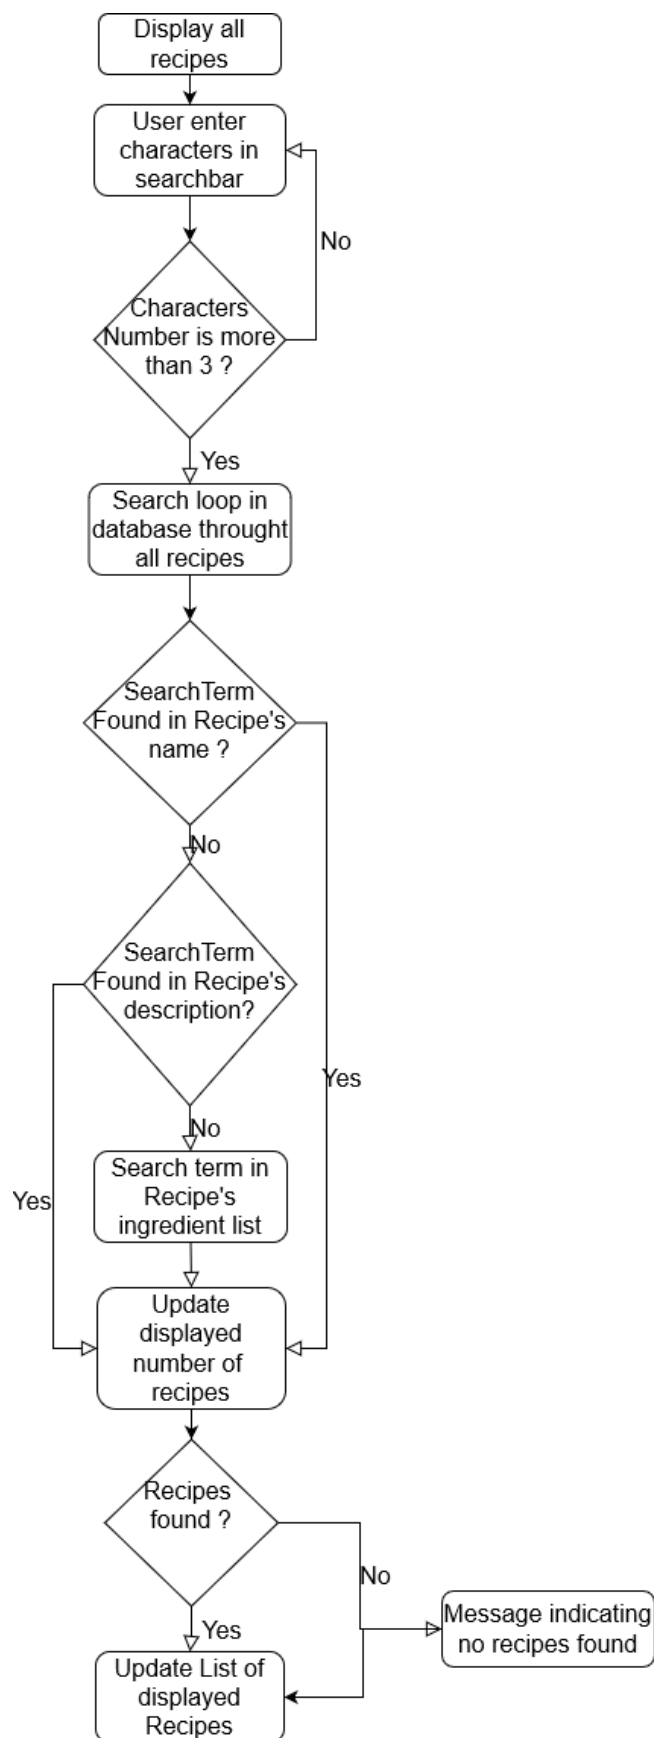 Display all
recipes
User enter
characters in
searchbar
No
Characters
Number is more
than 3 ?
Yes
Search loop in
database throught
all recipes
SearchTerm
Found in Recipe's
name ?
No
SearchTerm
Found in Recipe's
description?
Yes
No
Search term in
Recipe's
ingredient list
Yes
Update
displayed
number of
recipes
Recipes
found ?
No
Message indicating
no recipes found
Yes
Update List of
displayed
Recipes